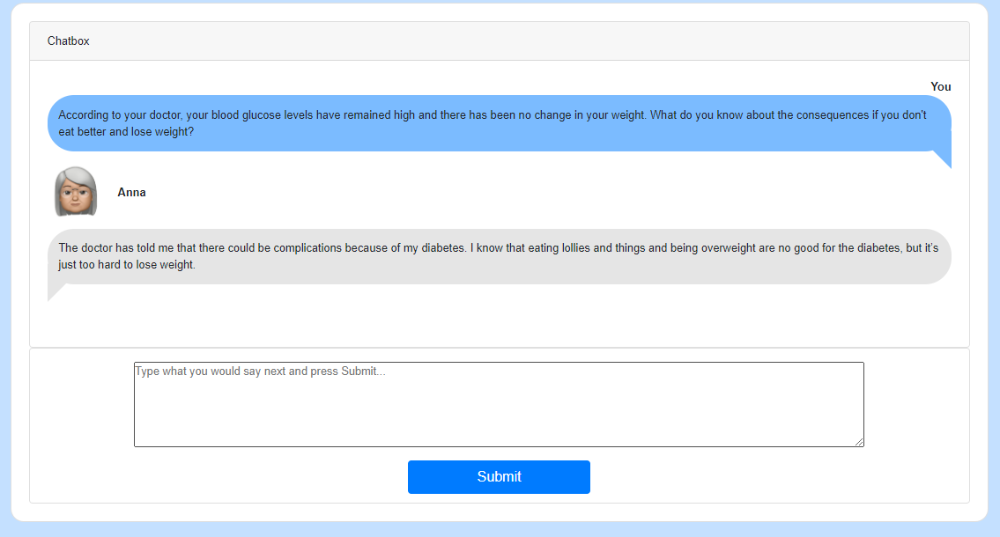 Chatbox
You
According to your doctor, your blood glucose levels have remained high and there has been no change in your weight. What do you know about the consequences if you don't
eat better and lose weight?
Anna
The doctor has told me that there could be complications because of my diabetes. I know that eating lollies and things and being overweight are no good for the diabetes, but it's
just too hard to lose weight.
Type what you would say next and press Submit...
Submit